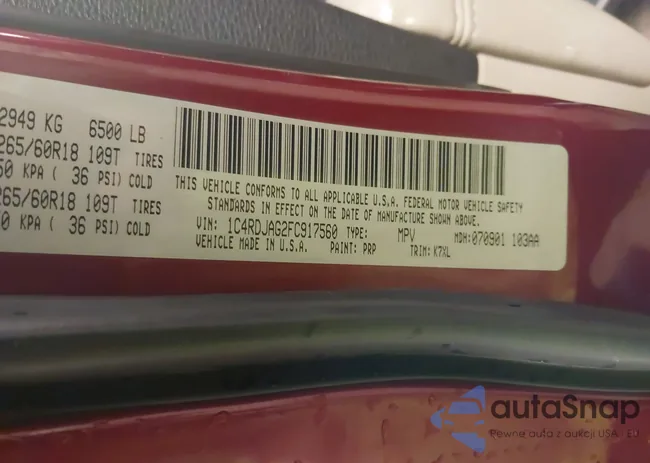 2949 KG 6500 LB
265/60R18 109T TIRES
50 KPA ( 36 PSI) COLD
265/60R18 109T TIRES
50 KPA ( 36 PSI) COLD
THIS VEHICLE CONFORMS TO ALL APPLICABLE U.S.A. FEDERAL MOTOR VEHICLE SAFETY
STANDARDS IN EFFECT ON THE DATE OF MANUFACTURE SHOWN ABOVE.
VIN: 1C4RDJAG2FC917560 TYPE: MPV MDH: 070901 103AA
VEHICLE MADE IN U.S.A. PAINT: PRP TRIM: K7XL
autaSnap
Pewne auta z aukcji USA i EU